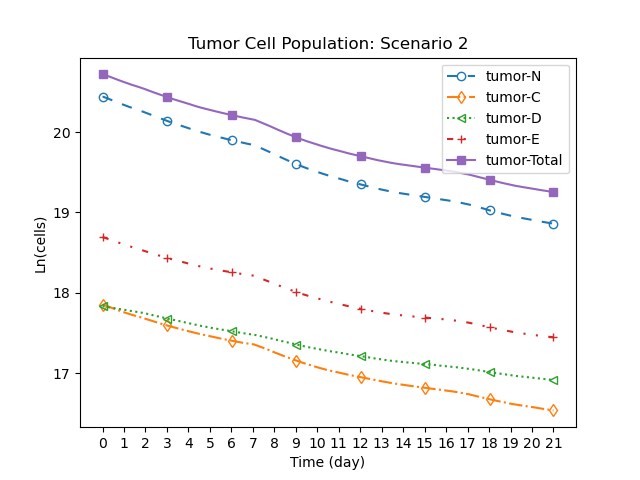 Tumor Cell Population: Scenario 2
tumor-N
tumor-C
tumor-D
tumor-E
tumor-Total
Ln(cells)
20
19
18
17
0 1 2 3 4 5 6 7 8 9 10 11 12 13 14 15 16 17 18 19 20 21
Time (day)